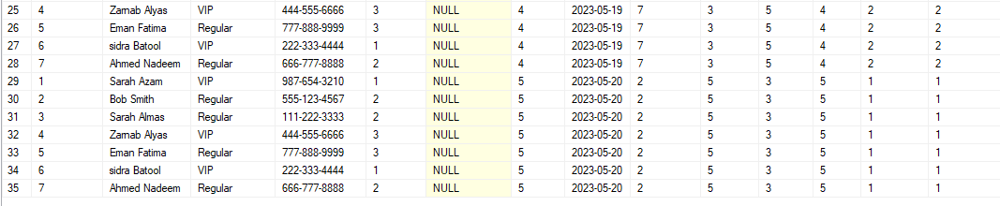 25 4 Zarnab Alyas VIP 444-555-6666 3 NULL 4 2023-05-19 7 3 5 4 2 2
26 5 Eman Fatima Regular 777-888-9999 3 NULL 4 2023-05-19 7 3 5 4 2 2
27 6 sidra Batool VIP 222-333-4444 1 NULL 4 2023-05-19 7 3 5 4 2 2
28 7 Ahmed Nadeem Regular 666-777-8888 2 NULL 4 2023-05-19 7 3 5 4 2 2
29 1 Sarah Azam VIP 987-654-3210 1 NULL 5 2023-05-20 2 5 3 5 1 1
30 2 Bob Smith Regular 555-123-4567 2 NULL 5 2023-05-20 2 5 3 5 1 1
31 3 Sarah Almas Regular 111-222-3333 2 NULL 5 2023-05-20 2 5 3 5 1 1
32 4 Zarnab Alyas VIP 444-555-6666 3 NULL 5 2023-05-20 2 5 3 5 1 1
33 5 Eman Fatima Regular 777-888-9999 3 NULL 5 2023-05-20 2 5 3 5 1 1
34 6 sidra Batool VIP 222-333-4444 1 NULL 5 2023-05-20 2 5 3 5 1 1
35 7 Ahmed Nadeem Regular 666-777-8888 2 NULL 5 2023-05-20 2 5 3 5 1 1